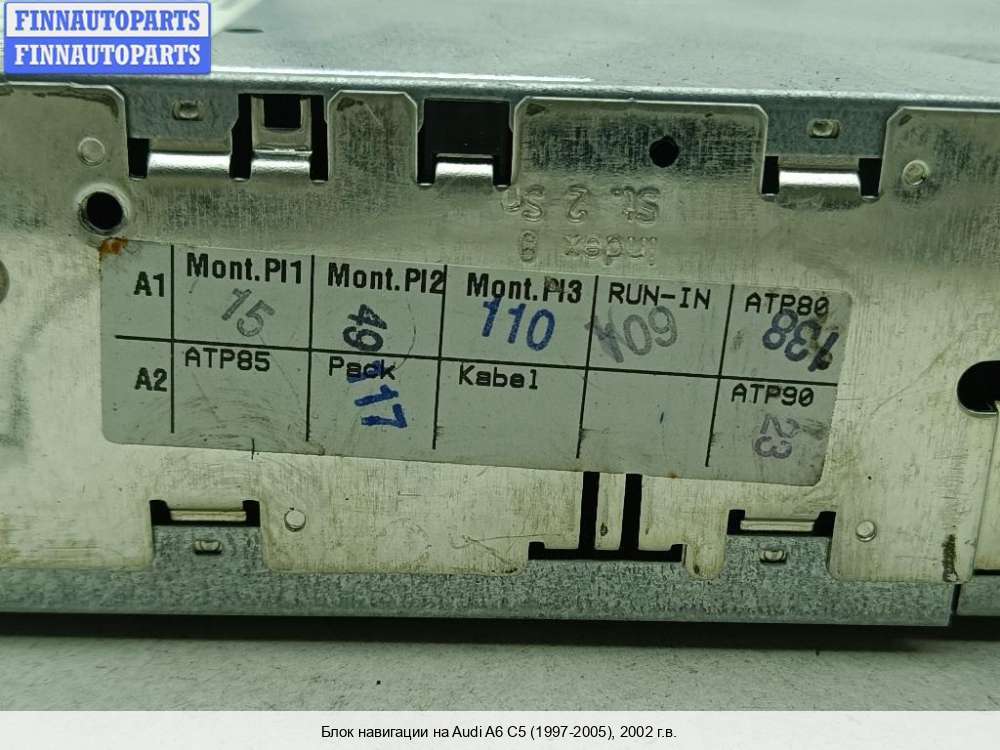 FINNAUTOPARTS
FINNAUTOPARTS
St. 2 Sp
Index 8
A1 Mont.Pl1 Mont.Pl2 Mont.Pl3 RUN-IN ATP80
15 49 110 138
A2 ATP85 Pack Kabel ATP90
117 23
Блок навигации на Audi A6 C5 (1997-2005), 2002 г.в.